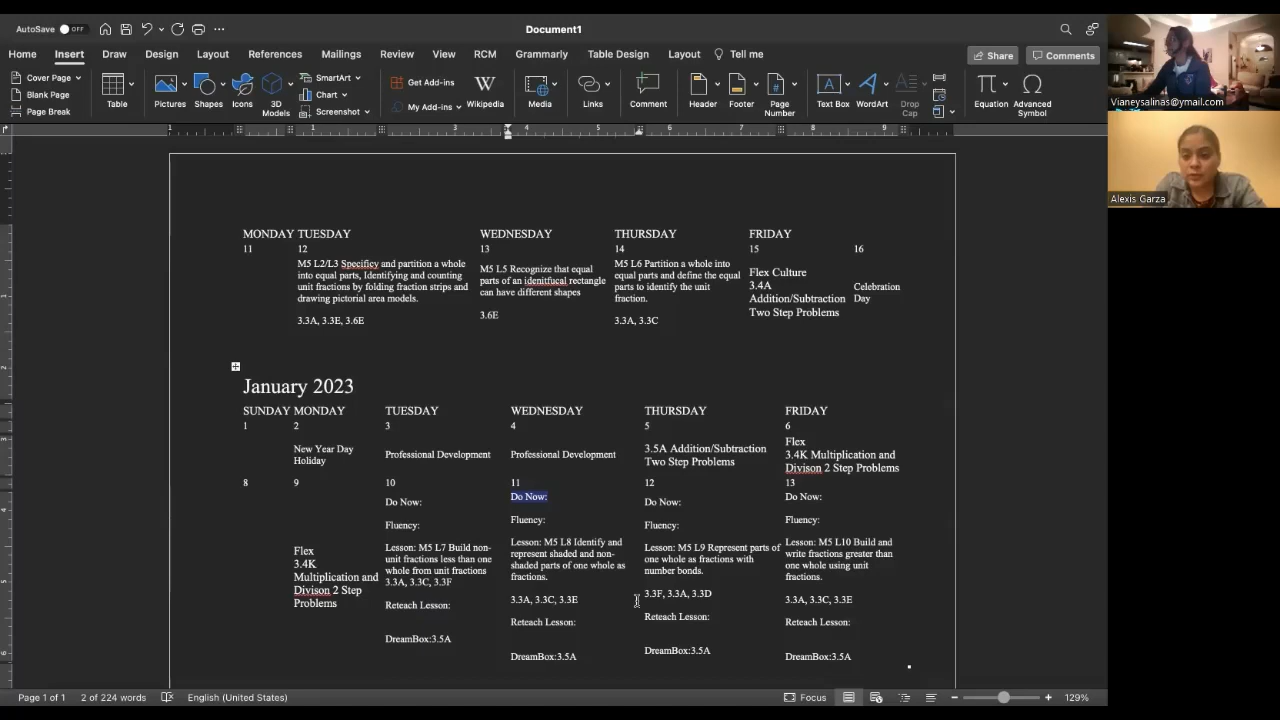 AutoSave OFF
Document1
Home Insert Draw Design Layout References Mailings Review View RCM Grammarly Table Design Layout Tell me
Share Comments
Cover Page
Blank Page
Page Break
Table
Pictures
Shapes
Icons
3D Models
SmartArt
Chart
Screenshot
Get Add-ins
My Add-ins
Wikipedia
Media
Links
Comment
Header
Footer
Page Number
Text Box
WordArt
Drop Cap
Equation
Advanced Symbol
Vianeysalinas@ymail.com
Alexis Garza
1 1 3 4 5 6 7 8 9
MONDAY TUESDAY WEDNESDAY THURSDAY FRIDAY
11 12 13 14 15 16
M5 L2/L3 Specifiey and partition a whole
into equal parts, Identifying and counting
unit fractions by folding fraction strips and
drawing pictorial area models.
3.3A, 3.3E, 3.6E
M5 L5 Recognize that equal
parts of an idenitfucal rectangle
can have different shapes
3.6E
M5 L6 Partition a whole into
equal parts and define the equal
parts to identify the unit
fraction.
3.3A, 3.3C
Flex Culture
3.4A
Addition/Subtraction
Two Step Problems
Celebration
Day
January 2023
SUNDAY MONDAY TUESDAY WEDNESDAY THURSDAY FRIDAY
1 2 3 4 5 6
New Year Day
Holiday
Professional Development
Professional Development
3.5A Addition/Subtraction
Two Step Problems
Flex
3.4K Multiplication and
Divison 2 Step Problems
8 9 10 11 12 13
Flex
3.4K
Multiplication and
Divison 2 Step
Problems
Do Now:
Fluency:
Lesson: M5 L7 Build non-
unit fractions less than one
whole from unit fractions
3.3A, 3.3C, 3.3F
Reteach Lesson:
DreamBox:3.5A
Do Now:
Fluency:
Lesson: M5 L8 Identify and
represent shaded and non-
shaded parts of one whole as
fractions.
3.3A, 3.3C, 3.3E
Reteach Lesson:
DreamBox:3.5A
Do Now:
Fluency:
Lesson: M5 L9 Represent parts of
one whole as fractions with
number bonds.
3.3F, 3.3A, 3.3D
Reteach Lesson:
DreamBox:3.5A
Do Now:
Fluency:
Lesson: M5 L10 Build and
write fractions greater than
one whole using unit
fractions.
3.3A, 3.3C, 3.3E
Reteach Lesson:
DreamBox:3.5A
Page 1 of 1 2 of 224 words English (United States) Focus 129%